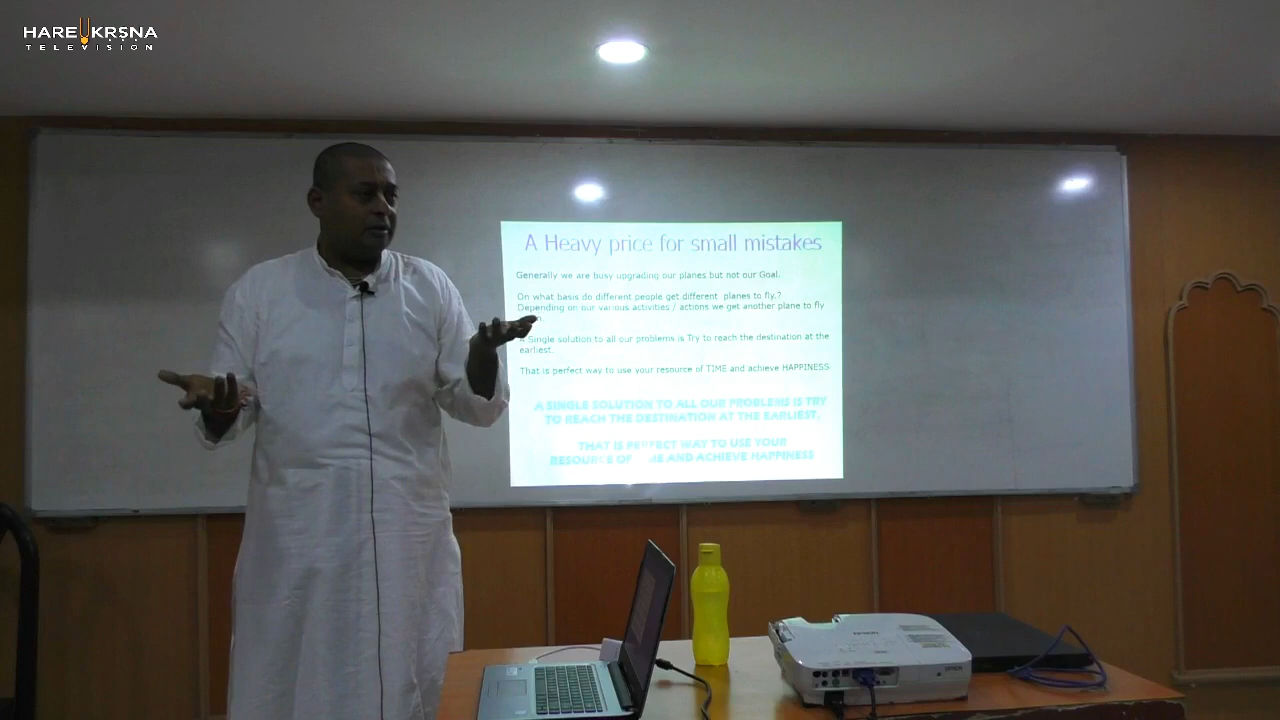 HARE KRSNA
TELEVISION
A Heavy price for small mistakes
Generally we are busy upgrading our planes but not our Goal.
On what basis do different people get different planes to fly.?
Depending on our various activities / actions we get another plane to fly
A Single solution to all our problems is Try to reach the destination at the
earliest.
That is perfect way to use your resource of TIME and achieve HAPPINESS
A SINGLE SOLUTION TO ALL OUR PROBLEMS IS TRY
TO REACH THE DESTINATION AT THE EARLIEST.
THAT IS PERFECT WAY TO USE YOUR
RESOURCE OF TIME AND ACHIEVE HAPPINESS
EPSON
EPSON